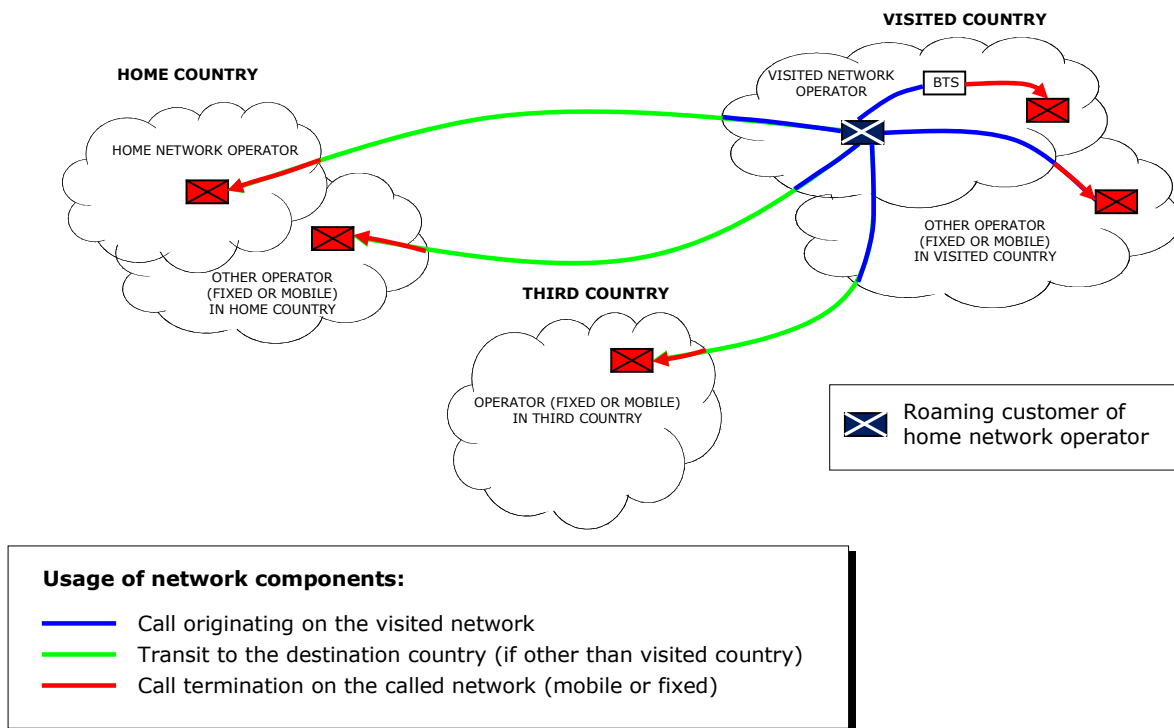 VISITED COUNTRY
HOME COUNTRY
VISITED NETWORK
OPERATOR
BTS
HOME NETWORK OPERATOR
OTHER OPERATOR
(FIXED OR MOBILE)
IN VISITED COUNTRY
OTHER OPERATOR
(FIXED OR MOBILE)
IN HOME COUNTRY
THIRD COUNTRY
OPERATOR (FIXED OR MOBILE)
IN THIRD COUNTRY
Roaming customer of
home network operator
Usage of network components:
Call originating on the visited network
Transit to the destination country (if other than visited country)
Call termination on the called network (mobile or fixed)